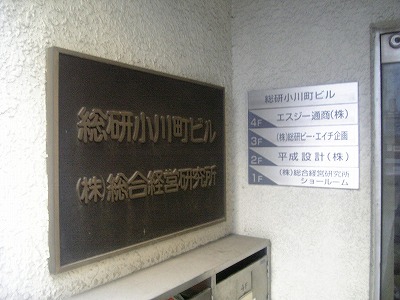 総研小川町ビル
(株)総合経営研究所
総研小川町ビル
4F エスジー通商(株)
3F (株)総研ビー・エイチ企画
2F 平成設計(株)
1F (株)総合経営研究所
ショールーム